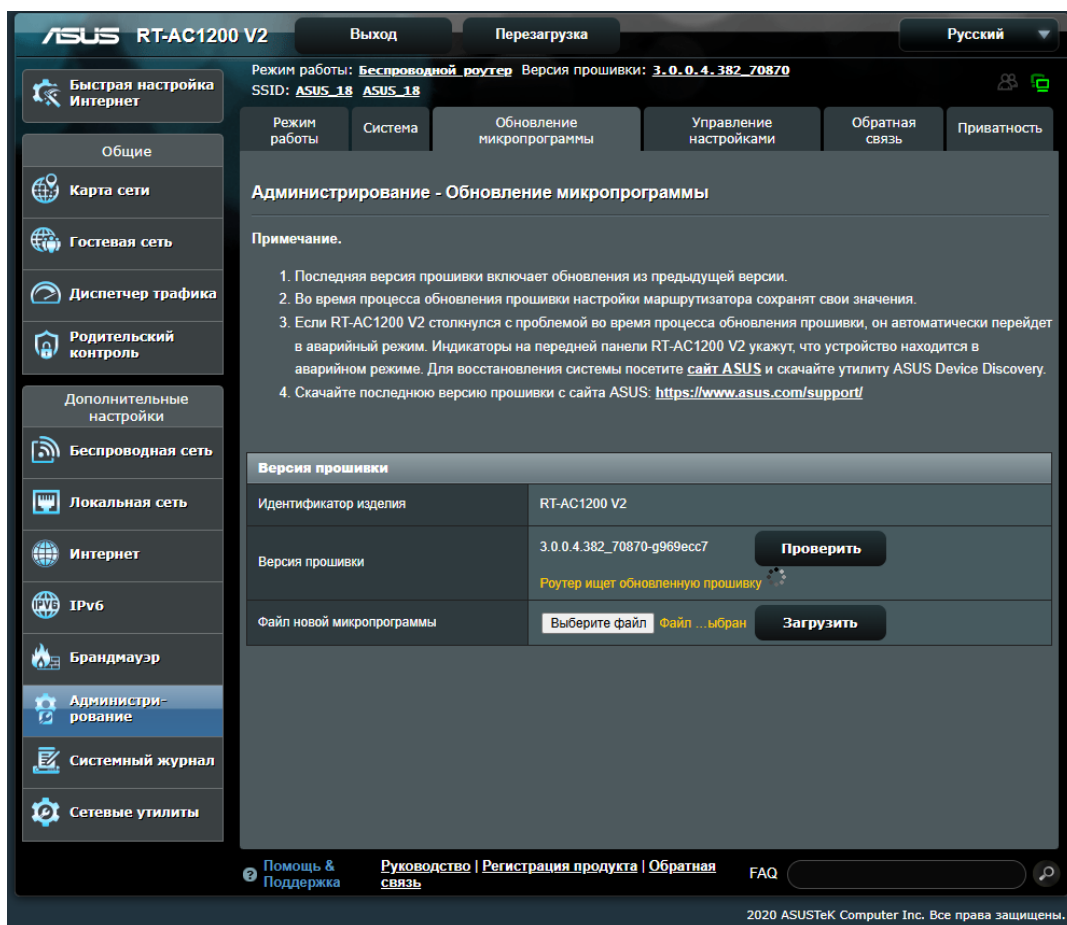 ASUS RT-AC1200 V2 Выход Перезагрузка Русский
Режим работы: Беспроводной роутер Версия прошивки: 3.0.0.4.382_70870
SSID: ASUS_18 ASUS_18
Быстрая настройка
Интернет
Общие
Карта сети
Гостевая сеть
Диспетчер трафика
Родительский
контроль
Дополнительные
настройки
Беспроводная сеть
Локальная сеть
Интернет
IPv6
Брандмауэр
Администри-
рование
Системный журнал
Сетевые утилиты
Режим
работы
Система
Обновление
микропрограммы
Управление
настройками
Обратная
связь
Приватность
Администрирование - Обновление микропрограммы
Примечание.
1. Последняя версия прошивки включает обновления из предыдущей версии.
2. Во время процесса обновления прошивки настройки маршрутизатора сохранят свои значения.
3. Если RT-AC1200 V2 столкнулся с проблемой во время процесса обновления прошивки, он автоматически перейдет
в аварийный режим. Индикаторы на передней панели RT-AC1200 V2 укажут, что устройство находится в
аварийном режиме. Для восстановления системы посетите сайт ASUS и скачайте утилиту ASUS Device Discovery.
4. Скачайте последнюю версию прошивки с сайта ASUS: https://www.asus.com/support/
Версия прошивки
Идентификатор изделия RT-AC1200 V2
Версия прошивки 3.0.0.4.382_70870-g969ecc7 Проверить
Роутер ищет обновленную прошивку
Файл новой микропрограммы Выберите файл Файл ...ыбран Загрузить
Помощь &
Поддержка
Руководство | Регистрация продукта | Обратная
связь
FAQ
2020 ASUSTeK Computer Inc. Все права защищены.